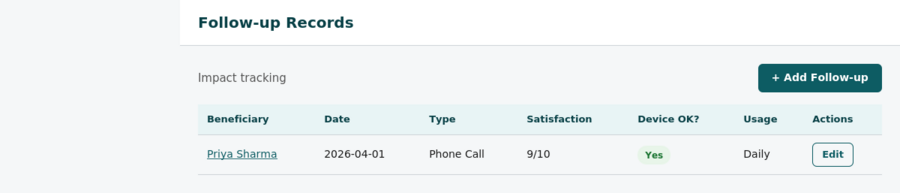 Follow-up Records
Impact tracking
+ Add Follow-up
Beneficiary Date Type Satisfaction Device OK? Usage Actions
Priya Sharma 2026-04-01 Phone Call 9/10 Yes Daily Edit